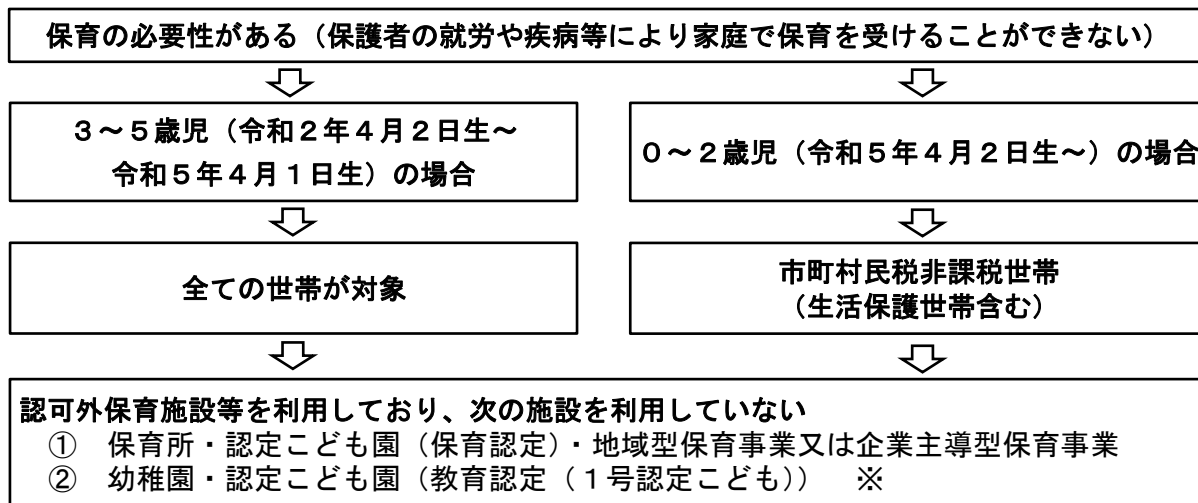 保育の必要性がある（保護者の就労や疾病等により家庭で保育を受けることができない）
３～５歳児（令和２年４月２日生～
令和５年４月１日生）の場合
０～２歳児（令和５年４月２日生～）の場合
全ての世帯が対象
市町村民税非課税世帯
（生活保護世帯含む）
認可外保育施設等を利用しており、次の施設を利用していない
①　保育所・認定こども園（保育認定）・地域型保育事業又は企業主導型保育事業
②　幼稚園・認定こども園（教育認定（１号認定こども））　※